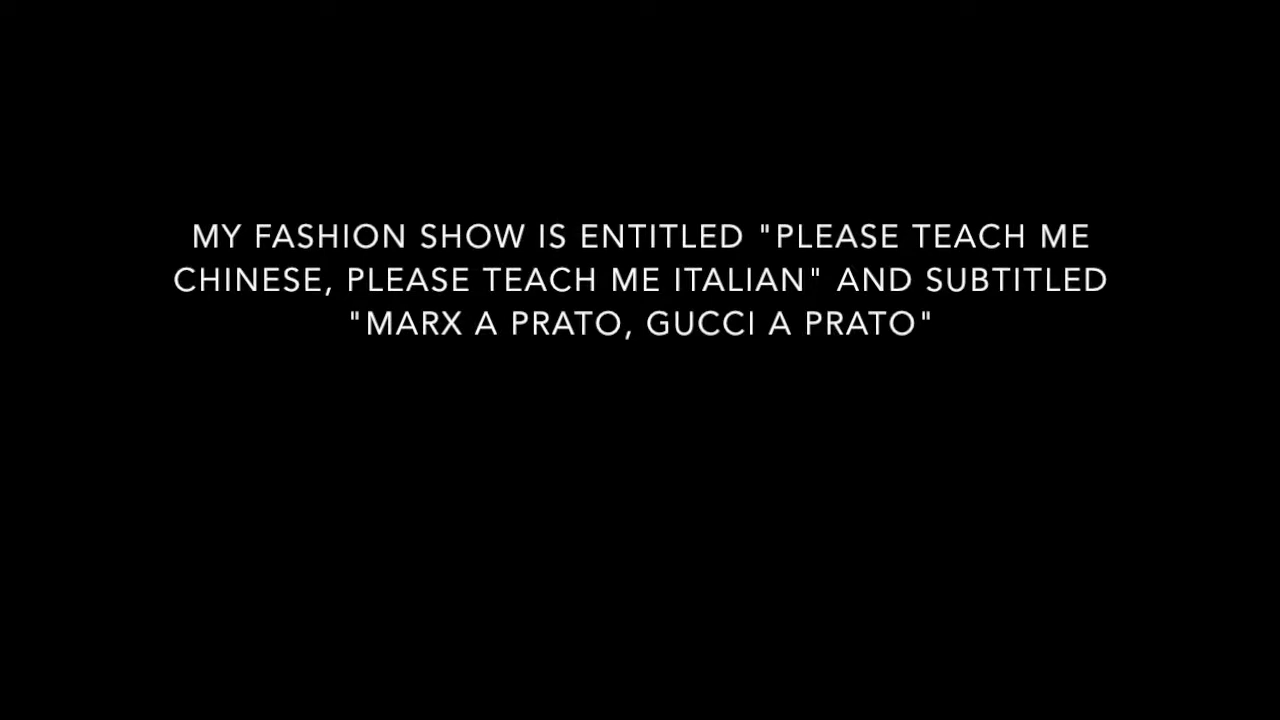 MY FASHION SHOW IS ENTITLED "PLEASE TEACH ME
CHINESE, PLEASE TEACH ME ITALIAN" AND SUBTITLED
"MARX A PRATO, GUCCI A PRATO"